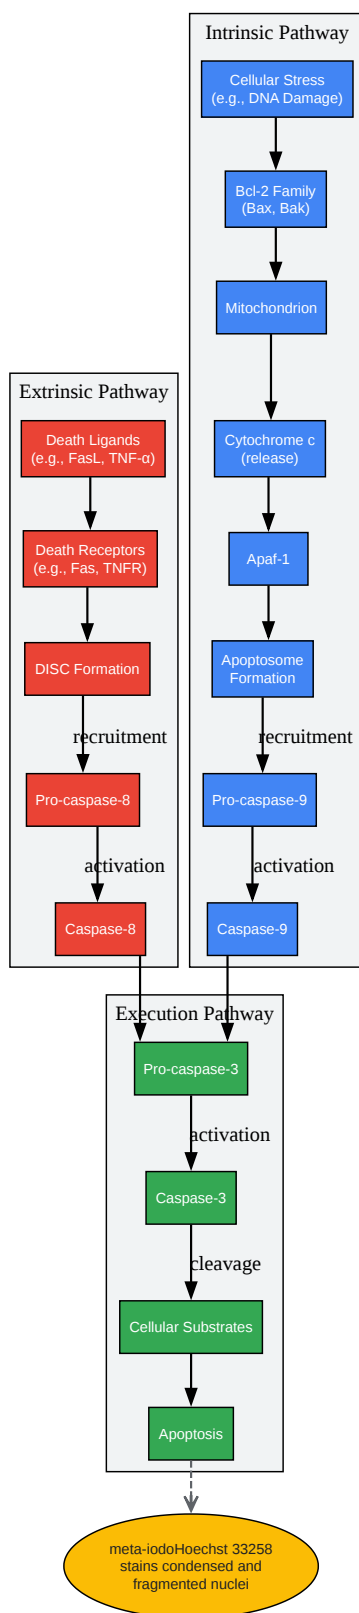 Intrinsic Pathway
Cellular Stress
(e.g., DNA Damage)
Bcl-2 Family
(Bax, Bak)
Mitochondrion
Cytochrome c
(release)
Apaf-1
Apoptosome
Formation
recruitment
Pro-caspase-9
activation
Caspase-9
Extrinsic Pathway
Death Ligands
(e.g., FasL, TNF-α)
Death Receptors
(e.g., Fas, TNFR)
DISC Formation
recruitment
Pro-caspase-8
activation
Caspase-8
Execution Pathway
Pro-caspase-3
activation
Caspase-3
cleavage
Cellular Substrates
Apoptosis
meta-iodoHoechst 33258
stains condensed and
fragmented nuclei